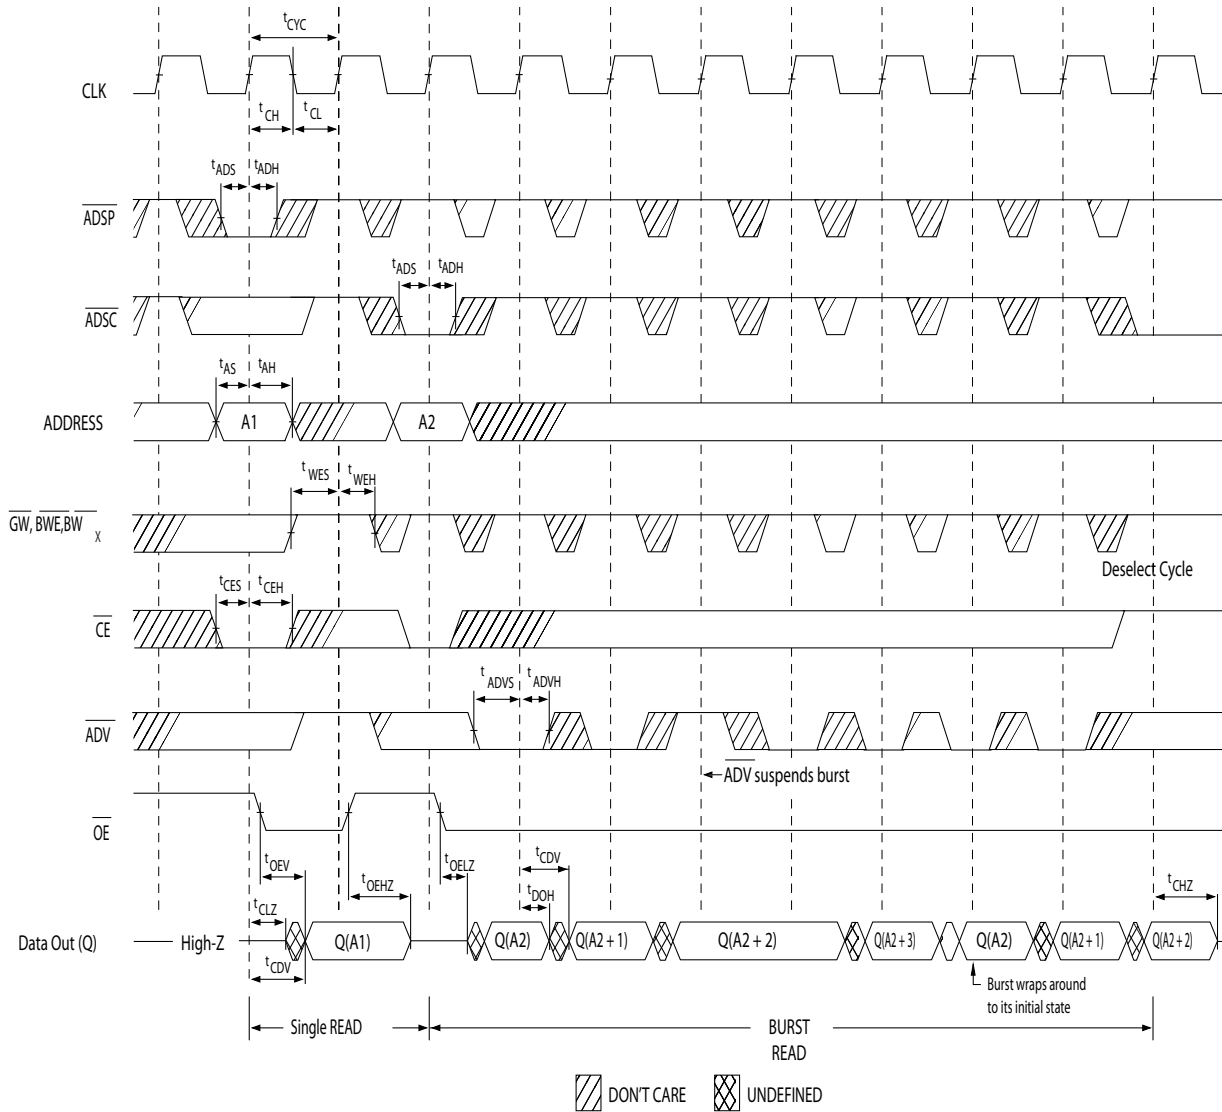 tCYC
CLK
tCH
tCL
tADS
tADH
ADSP
tADS
tADH
ADSC
tAS
tAH
ADDRESS
A1
A2
tWES
tWEH
GW, BWE,BW X
Deselect Cycle
tCES
tCEH
CE
tADVS
tADVH
ADV
ADV suspends burst
OE
tOEV
tOEHZ
tOELZ
tCDV
tDOH
tCHZ
tCLZ
Data Out (Q)
High-Z
Q(A1)
Q(A2)
Q(A2 + 1)
Q(A2 + 2)
Q(A2 + 3)
Q(A2)
Q(A2 + 1)
Q(A2 + 2)
tCDV
Burst wraps around
to its initial state
Single READ
BURST
READ
DON'T CARE
UNDEFINED